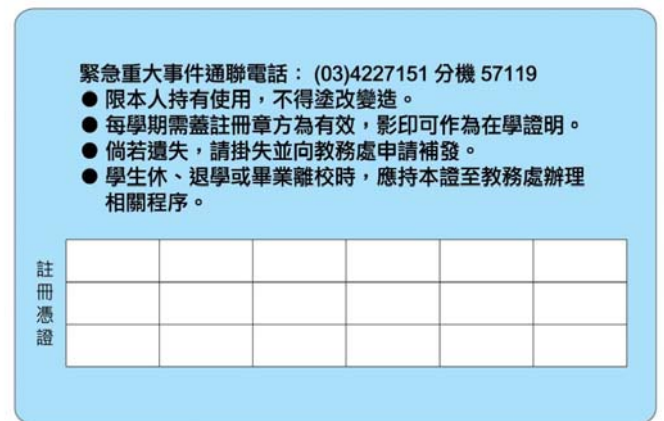 緊急重大事件通聯電話： (03)4227151 分機 57119
● 限本人持有使用，不得塗改變造。
● 每學期需蓋註冊章方為有效，影印可作為在學證明。
● 倘若遺失，請掛失並向教務處申請補發。
● 學生休、退學或畢業離校時，應持本證至教務處辦理
相關程序。
註冊憑證